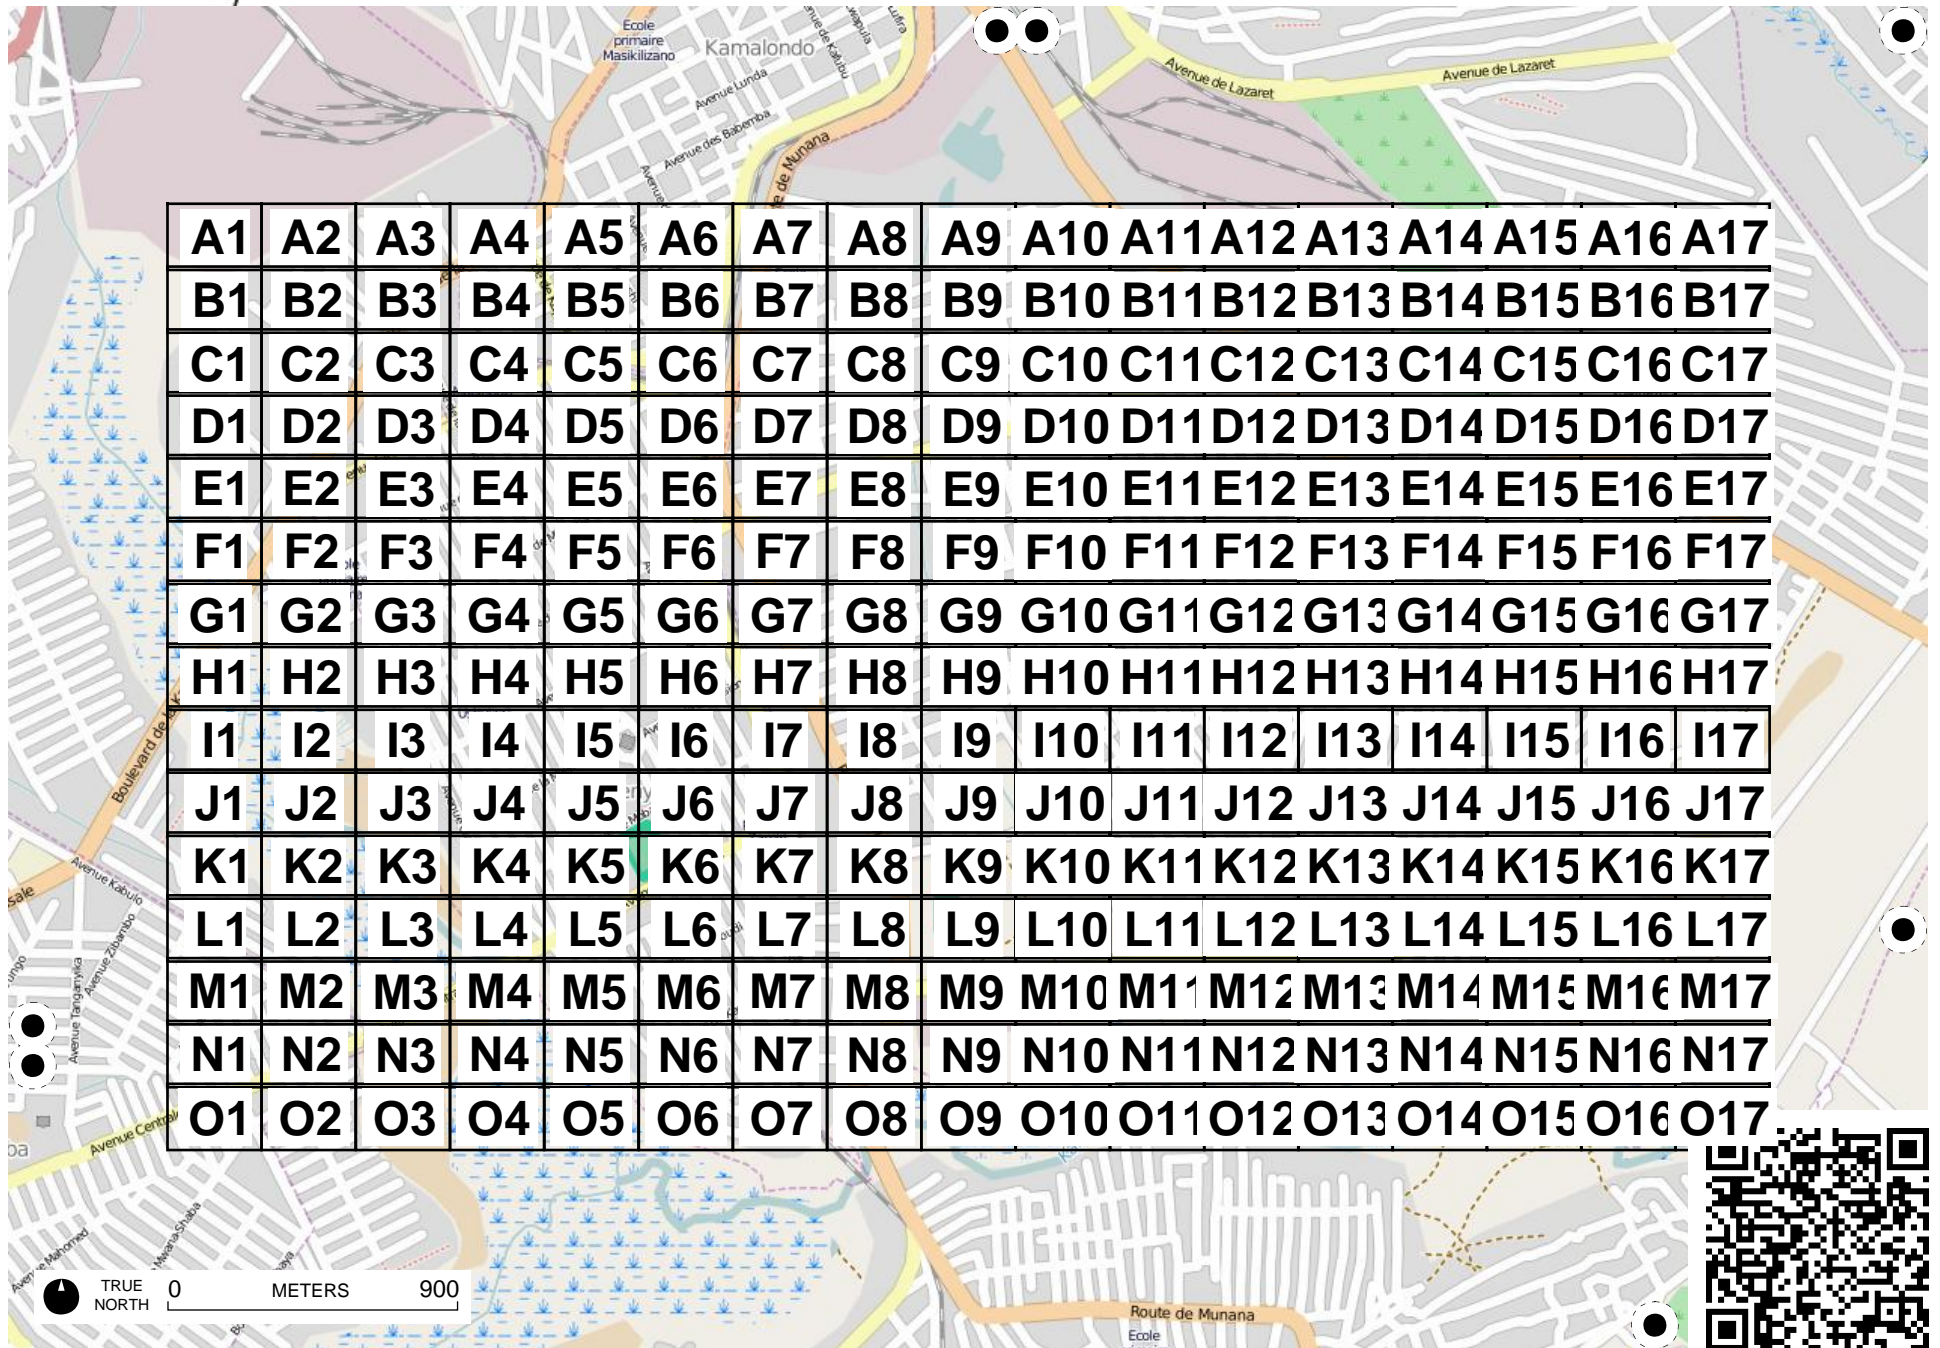 Ecole
primaire
Masikilizano
Kamalondo
Avenue de Kafubu
Avenue Lunda
Avenue des Babemba
de Munana
Avenue de Lazaret
Avenue de Lazaret
A1 A2 A3 A4 A5 A6 A7 A8 A9 A10 A11 A12 A13 A14 A15 A16 A17
B1 B2 B3 B4 B5 B6 B7 B8 B9 B10 B11 B12 B13 B14 B15 B16 B17
C1 C2 C3 C4 C5 C6 C7 C8 C9 C10 C11 C12 C13 C14 C15 C16 C17
D1 D2 D3 D4 D5 D6 D7 D8 D9 D10 D11 D12 D13 D14 D15 D16 D17
E1 E2 E3 E4 E5 E6 E7 E8 E9 E10 E11 E12 E13 E14 E15 E16 E17
F1 F2 F3 F4 F5 F6 F7 F8 F9 F10 F11 F12 F13 F14 F15 F16 F17
G1 G2 G3 G4 G5 G6 G7 G8 G9 G10 G11 G12 G13 G14 G15 G16 G17
H1 H2 H3 H4 H5 H6 H7 H8 H9 H10 H11 H12 H13 H14 H15 H16 H17
I1 I2 I3 I4 I5 I6 I7 I8 I9 I10 I11 I12 I13 I14 I15 I16 I17
J1 J2 J3 J4 J5 J6 J7 J8 J9 J10 J11 J12 J13 J14 J15 J16 J17
K1 K2 K3 K4 K5 K6 K7 K8 K9 K10 K11 K12 K13 K14 K15 K16 K17
L1 L2 L3 L4 L5 L6 L7 L8 L9 L10 L11 L12 L13 L14 L15 L16 L17
M1 M2 M3 M4 M5 M6 M7 M8 M9 M10 M11 M12 M13 M14 M15 M16 M17
N1 N2 N3 N4 N5 N6 N7 N8 N9 N10 N11 N12 N13 N14 N15 N16 N17
O1 O2 O3 O4 O5 O6 O7 O8 O9 O10 O11 O12 O13 O14 O15 O16 O17
Boulevard de
Avenue Kabulo
Avenue Zibambo
Avenue Tanganyika
Avenue Central
Avenue Mahomed
Mwana-Shaba
TRUE
NORTH
0 METERS 900
Route de Munana
Ecole